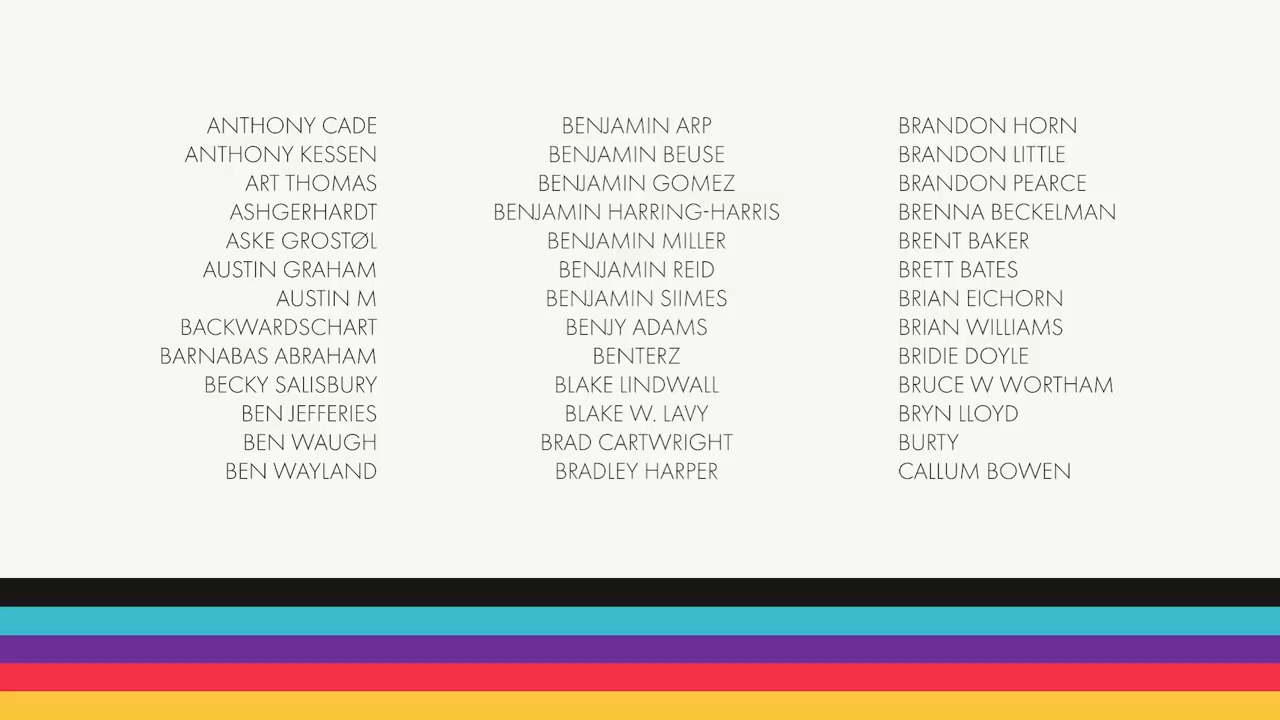 ANTHONY CADE
ANTHONY KESSEN
ART THOMAS
ASHGERHARDT
ASKE GROSTØL
AUSTIN GRAHAM
AUSTIN M
BACKWARDSCHART
BARNABAS ABRAHAM
BECKY SALISBURY
BEN JEFFERIES
BEN WAUGH
BEN WAYLAND
BENJAMIN ARP
BENJAMIN BEUSE
BENJAMIN GOMEZ
BENJAMIN HARRING-HARRIS
BENJAMIN MILLER
BENJAMIN REID
BENJAMIN SIIMES
BENJY ADAMS
BENTERZ
BLAKE LINDWALL
BLAKE W. LAVY
BRAD CARTWRIGHT
BRADLEY HARPER
BRANDON HORN
BRANDON LITTLE
BRANDON PEARCE
BRENNA BECKELMAN
BRENT BAKER
BRETT BATES
BRIAN EICHORN
BRIAN WILLIAMS
BRIDIE DOYLE
BRUCE W WORTHAM
BRYN LLOYD
BURTY
CALLUM BOWEN